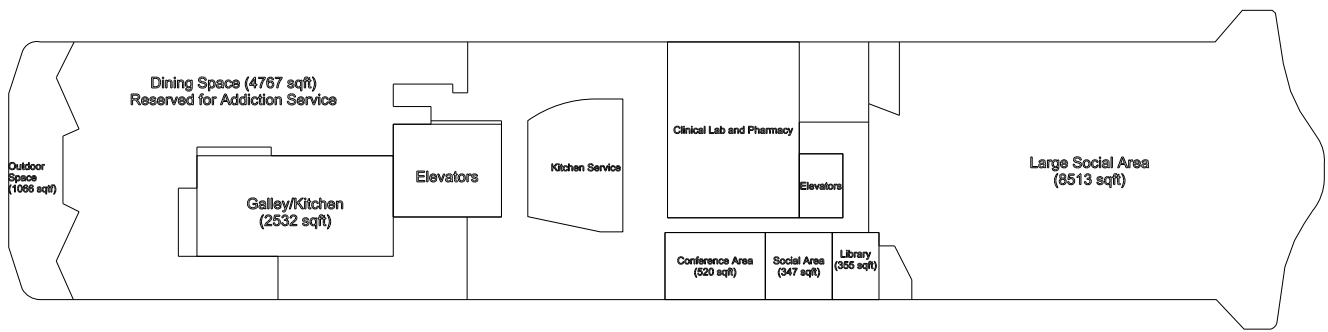 Dining Space (4767 sqft)
Reserved for Addiction Service
Clinical Lab and Pharmacy
Outdoor
Space
(1066 sqtf)
Kitchen Service
Large Social Area
(8513 sqft)
Elevators
Elevators
Galley/Kitchen
(2532 sqft)
Conference Area
(520 sqft)
Social Area
(347 sqft)
Library
(355 sqft)